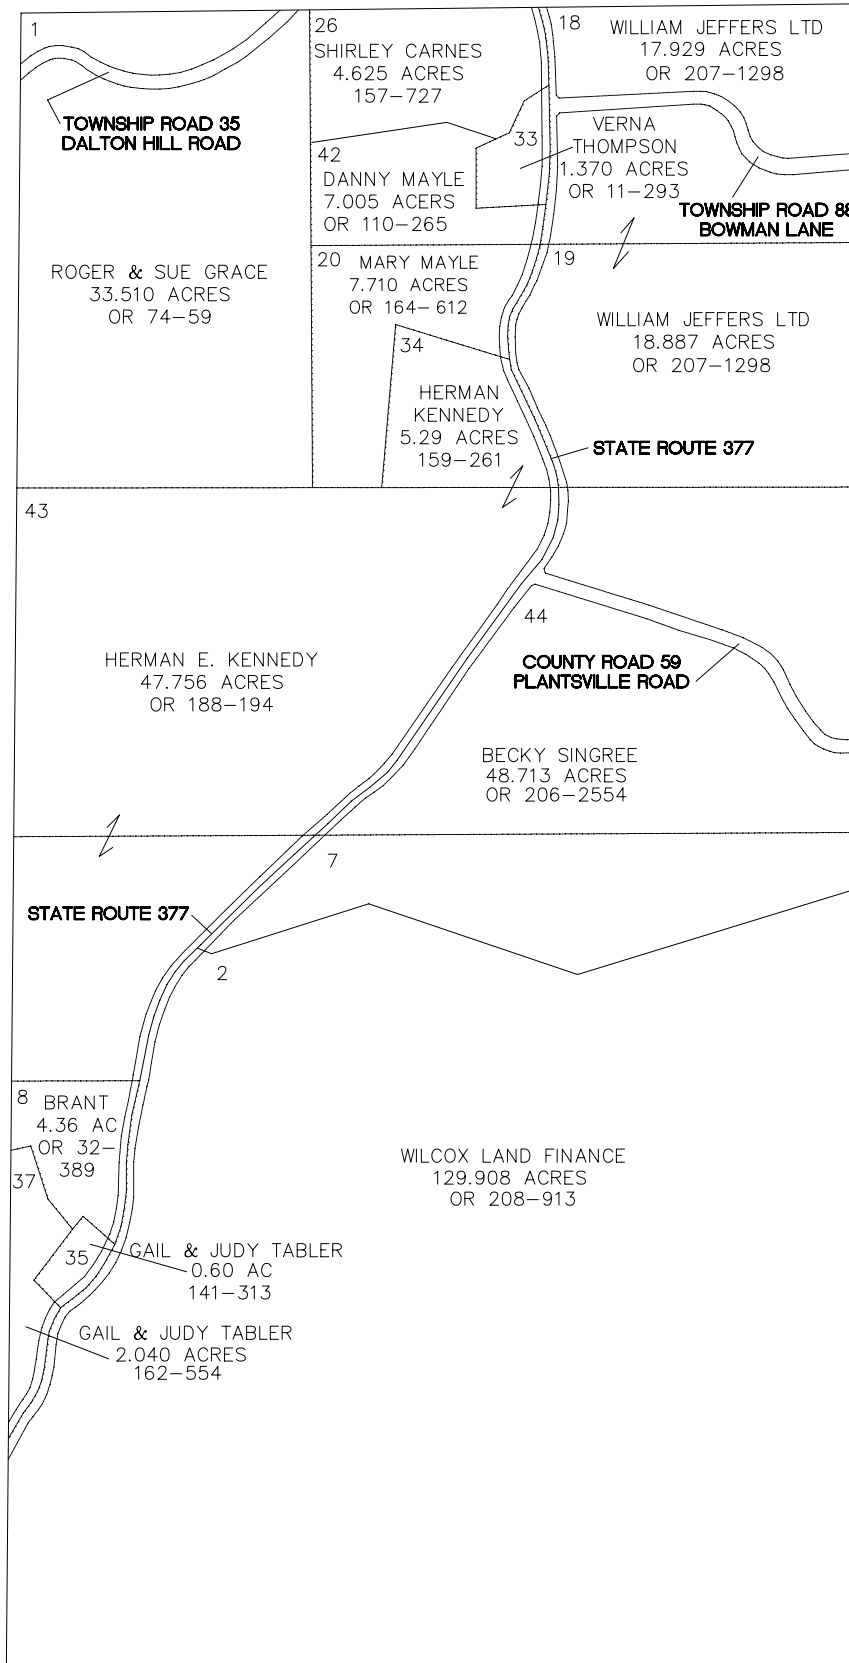 1
TOWNSHIP ROAD 35
DALTON HILL ROAD
ROGER & SUE GRACE
33.510 ACRES
OR 74-59
26
SHIRLEY CARNES
4.625 ACRES
157-727
18
WILLIAM JEFFERS LTD
17.929 ACRES
OR 207-1298
33
VERNA
THOMPSON
1.370 ACRES
OR 11-293
42
DANNY MAYLE
7.005 ACERS
OR 110-265
TOWNSHIP ROAD 88
BOWMAN LANE
20
MARY MAYLE
7.710 ACRES
OR 164-612
19
WILLIAM JEFFERS LTD
18.887 ACRES
OR 207-1298
34
HERMAN
KENNEDY
5.29 ACRES
159-261
STATE ROUTE 377
43
HERMAN E. KENNEDY
47.756 ACRES
OR 188-194
44
COUNTY ROAD 59
PLANTSVILLE ROAD
BECKY SINGREE
48.713 ACRES
OR 206-2554
7
STATE ROUTE 377
2
WILCOX LAND FINANCE
129.908 ACRES
OR 208-913
8
BRANT
4.36 AC
OR 32-
389
37
35
GAIL & JUDY TABLER
0.60 AC
141-313
GAIL & JUDY TABLER
2.040 ACRES
162-554